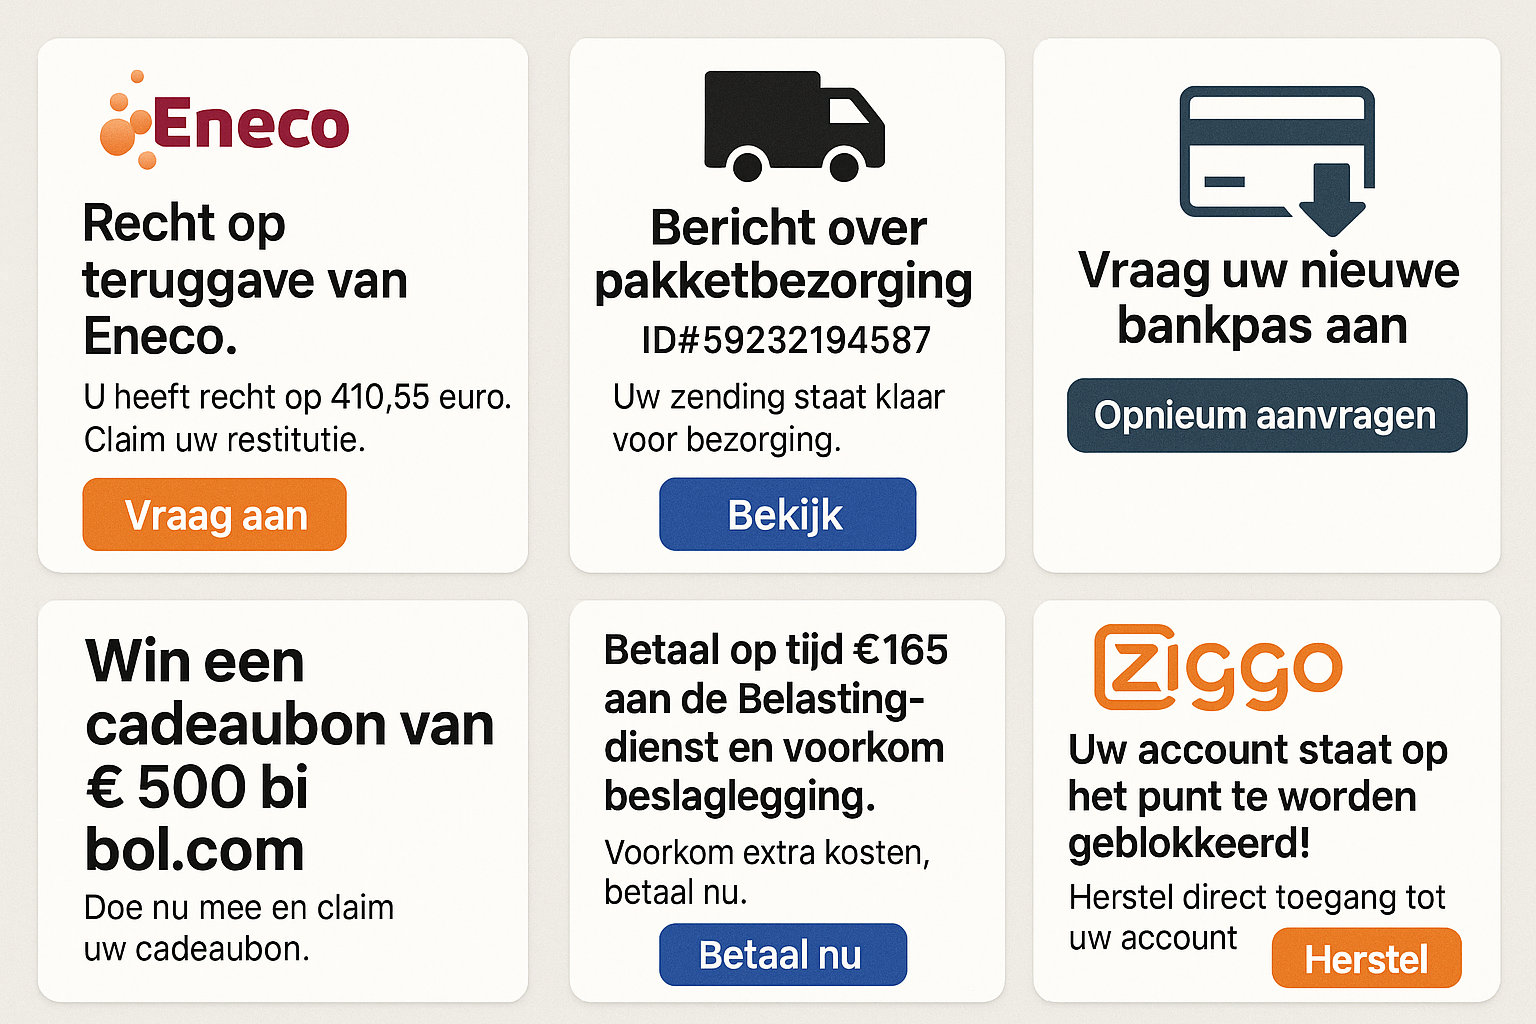 Eneco
Recht op
teruggave van
Eneco.
U heeft recht op 410,55 euro.
Claim uw restitutie.
Vraag aan
Bericht over
pakketbezorging
ID#59232194587
Uw zending staat klaar
voor bezorging.
Bekijk
Vraag uw nieuwe
bankpas aan
Opnieum aanvragen
Win een
cadeaubon van
€ 500 bi
bol.com
Doe nu mee en claim
uw cadeaubon.
Betaal op tijd €165
aan de Belasting-
dienst en voorkom
beslaglegging.
Voorkom extra kosten,
betaal nu.
Betaal nu
ziggo
Uw account staat op
het punt te worden
geblokkeerd!
Herstel direct toegang tot
uw account
Herstel